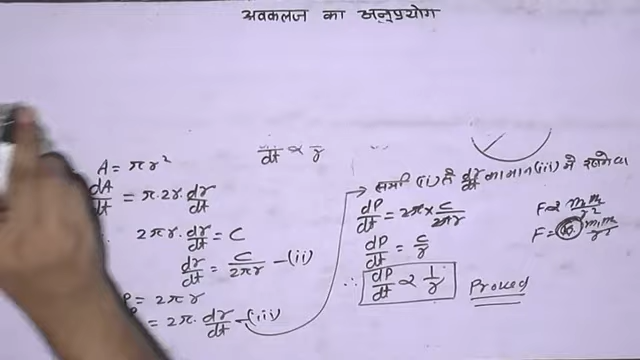 अवकलज का अनुप्रयोग
A = πr²
dA/dt = π.2r.dr/dt
2πr.dr/dt = C
dr/dt = C/2πr —(ii)
P = 2πr
= 2π.dr/dt —(iii)
dt ∝ r
समी (ii) से dr/dt का मान (iii) में रखने पर
dP/dt = 2π × C/2πr
dP/dt = C/r
∴ dP/dt ∝ 1/r Proved
F ∝ m₁m₂/r²
F = m₁m₂/r²